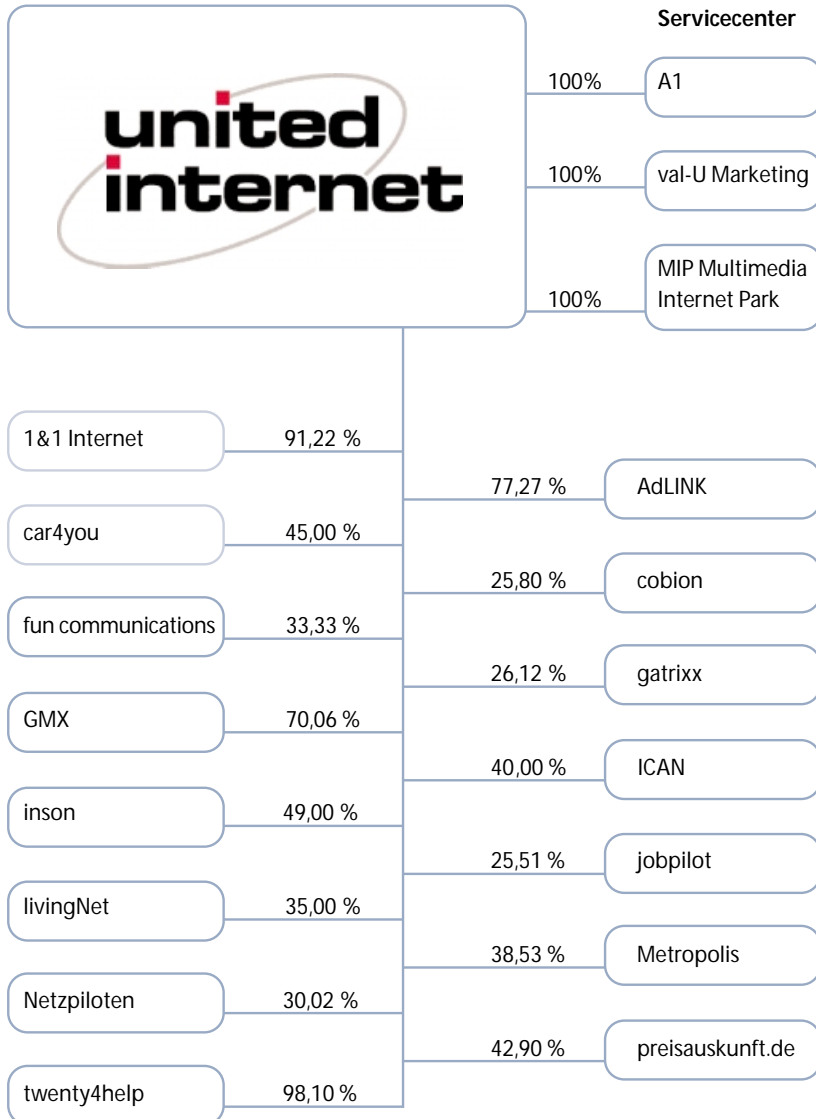 Servicecenter
united
internet
100%
A1
100%
val-U Marketing
100%
MIP Multimedia
Internet Park
1&1 Internet
91,22 %
77,27 %
AdLINK
car4you
45,00 %
25,80 %
cobion
fun communications
33,33 %
26,12 %
gatrixx
GMX
70,06 %
40,00 %
ICAN
inson
49,00 %
25,51 %
jobpilot
livingNet
35,00 %
38,53 %
Metropolis
Netzpiloten
30,02 %
42,90 %
preisauskunft.de
twenty4help
98,10 %